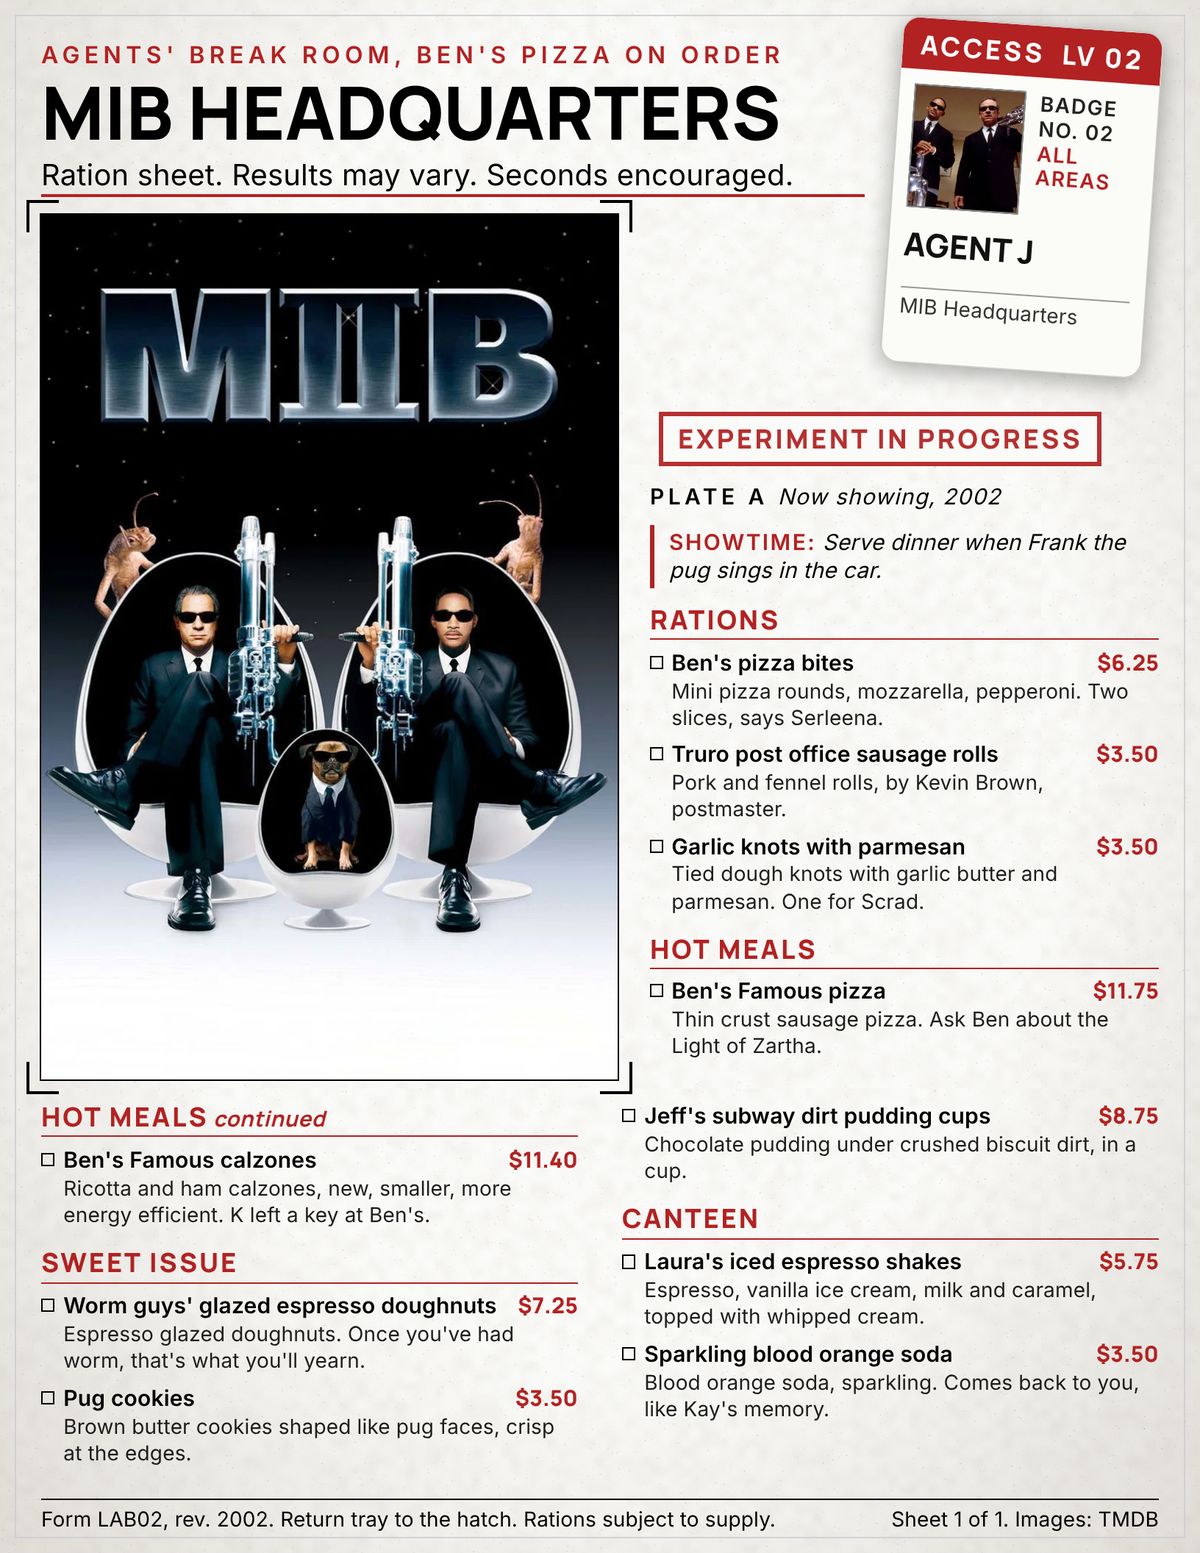 AGENTS' BREAK ROOM, BEN'S PIZZA ON ORDER
MIB HEADQUARTERS
Ration sheet. Results may vary. Seconds encouraged.
ACCESS LV 02
BADGE
NO. 02
ALL
AREAS
AGENT J
MIB Headquarters
MIIB
EXPERIMENT IN PROGRESS
PLATE A Now showing, 2002
SHOWTIME: Serve dinner when Frank the
pug sings in the car.
RATIONS
Ben's pizza bites $6.25
Mini pizza rounds, mozzarella, pepperoni. Two
slices, says Serleena.
Truro post office sausage rolls $3.50
Pork and fennel rolls, by Kevin Brown,
postmaster.
Garlic knots with parmesan $3.50
Tied dough knots with garlic butter and
parmesan. One for Scrad.
HOT MEALS
Ben's Famous pizza $11.75
Thin crust sausage pizza. Ask Ben about the
Light of Zartha.
HOT MEALS continued
Ben's Famous calzones $11.40
Ricotta and ham calzones, new, smaller, more
energy efficient. K left a key at Ben's.
SWEET ISSUE
Worm guys' glazed espresso doughnuts $7.25
Espresso glazed doughnuts. Once you've had
worm, that's what you'll yearn.
Pug cookies $3.50
Brown butter cookies shaped like pug faces, crisp
at the edges.
Jeff's subway dirt pudding cups $8.75
Chocolate pudding under crushed biscuit dirt, in a
cup.
CANTEEN
Laura's iced espresso shakes $5.75
Espresso, vanilla ice cream, milk and caramel,
topped with whipped cream.
Sparkling blood orange soda $3.50
Blood orange soda, sparkling. Comes back to you,
like Kay's memory.
Form LAB02, rev. 2002. Return tray to the hatch. Rations subject to supply.
Sheet 1 of 1. Images: TMDB